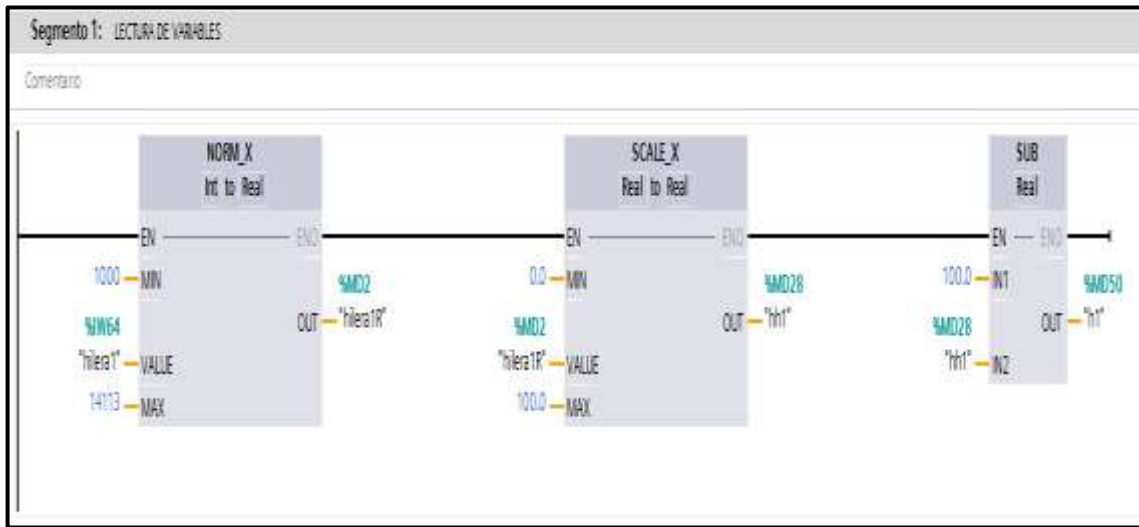 Segmento 1: LECTURA DE VARIABLES
Comentario
NORM_X
Int to Real
EN
ENO
1000
MIN
%MD2
OUT
"hilera1R"
%IW64
"hilera1"
VALUE
14113
MAX
SCALE_X
Real to Real
EN
ENO
0.0
MIN
%MD28
OUT
"hh1"
%MD2
"hilera1R"
VALUE
100.0
MAX
SUB
Real
EN
ENO
100.0
IN1
%MD50
OUT
"h1"
%MD28
"hh1"
IN2